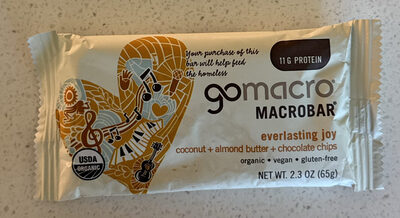 Your purchase of this
bar will help feed
the homeless
11 G PROTEIN
gomacro®
MACROBAR®
everlasting joy
coconut + almond butter + chocolate chips
organic • vegan • gluten-free
NET WT. 2.3 OZ (65g)
USDA
ORGANIC